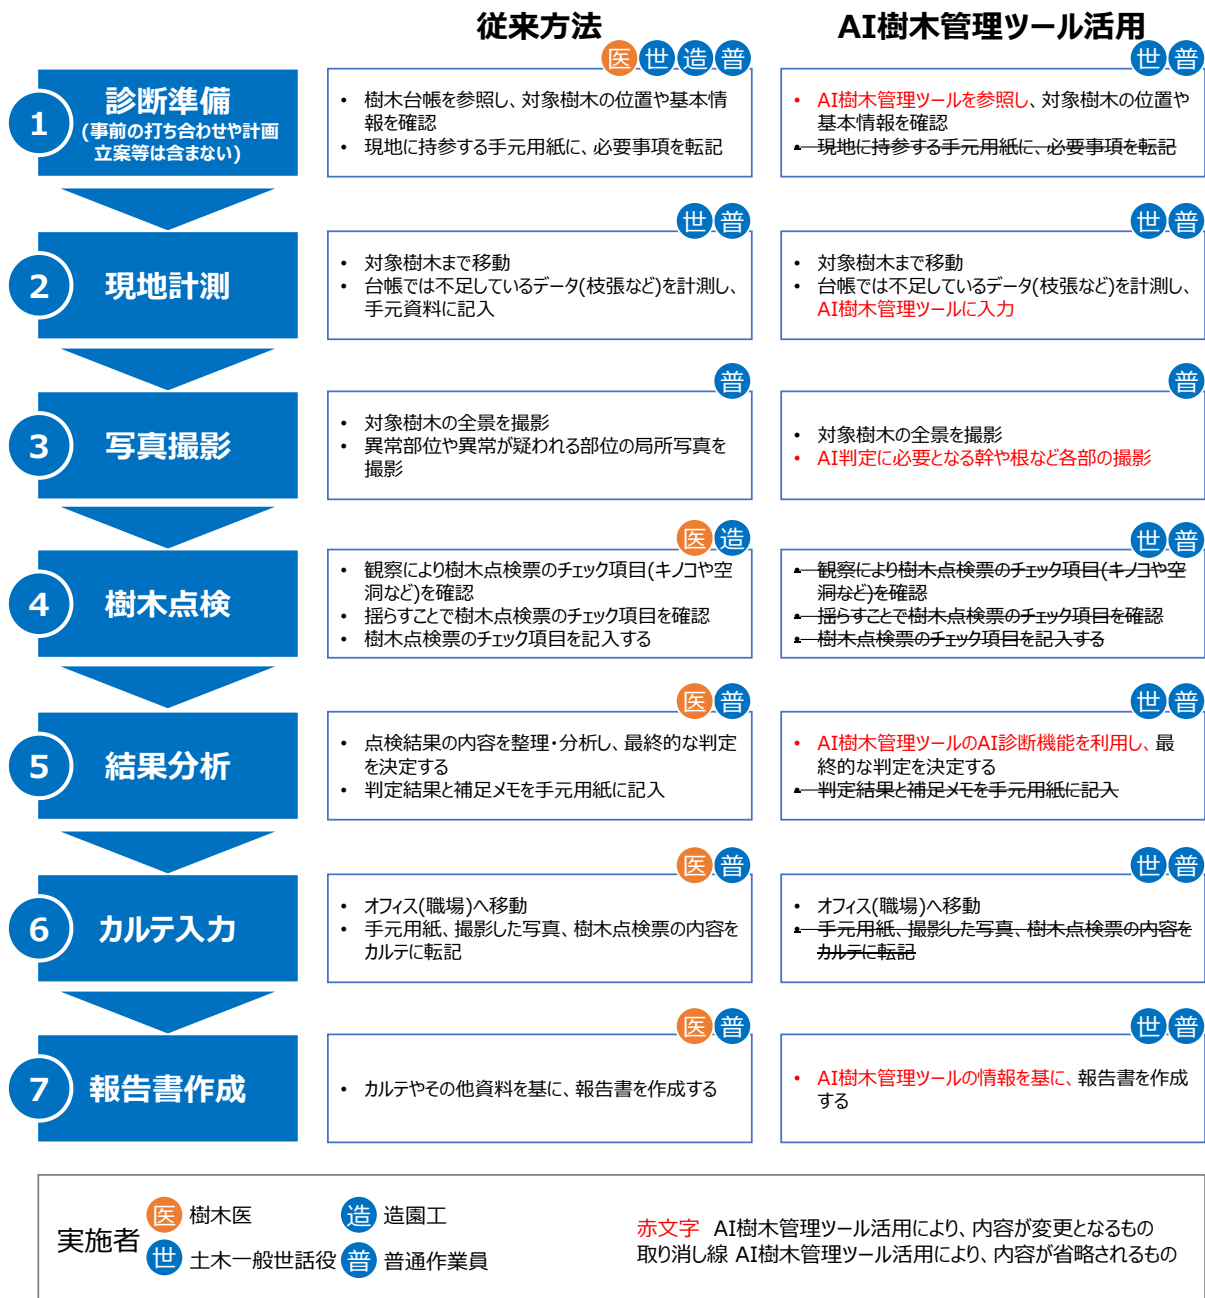 従来方法
AI樹木管理ツール活用
1
診断準備
(事前の打ち合わせや計画
立案等は含まない)
医 世 造 普
• 樹木台帳を参照し、対象樹木の位置や基本情
報を確認
• 現地に持参する手元用紙に、必要事項を転記
世 普
• AI樹木管理ツールを参照し、対象樹木の位置や
基本情報を確認
• 現地に持参する手元用紙に、必要事項を転記
2
現地計測
世 普
• 対象樹木まで移動
• 台帳では不足しているデータ(枝張など)を計測し、
手元資料に記入
世 普
• 対象樹木まで移動
• 台帳では不足しているデータ(枝張など)を計測し、
AI樹木管理ツールに入力
3
写真撮影
普
• 対象樹木の全景を撮影
• 異常部位や異常が疑われる部位の局所写真を
撮影
普
• 対象樹木の全景を撮影
• AI判定に必要となる幹や根など各部の撮影
4
樹木点検
医 造
• 観察により樹木点検票のチェック項目(キノコや空
洞など)を確認
• 揺らすことで樹木点検票のチェック項目を確認
• 樹木点検票のチェック項目を記入する
世 普
• 観察により樹木点検票のチェック項目(キノコや空
洞など)を確認
• 揺らすことで樹木点検票のチェック項目を確認
• 樹木点検票のチェック項目を記入する
5
結果分析
医 普
• 点検結果の内容を整理・分析し、最終的な判定
を決定する
• 判定結果と補足メモを手元用紙に記入
世 普
• AI樹木管理ツールのAI診断機能を利用し、最
終的な判定を決定する
• 判定結果と補足メモを手元用紙に記入
6
カルテ入力
医 普
• オフィス(職場)へ移動
• 手元用紙、撮影した写真、樹木点検票の内容を
カルテに転記
世 普
• オフィス(職場)へ移動
• 手元用紙、撮影した写真、樹木点検票の内容を
カルテに転記
7
報告書作成
医 普
• カルテやその他資料を基に、報告書を作成する
世 普
• AI樹木管理ツールの情報を基に、報告書を作成
する
実施者
医 樹木医
造 造園工
世 土木一般世話役
普 普通作業員
赤文字 AI樹木管理ツール活用により、内容が変更となるもの
取り消し線 AI樹木管理ツール活用により、内容が省略されるもの